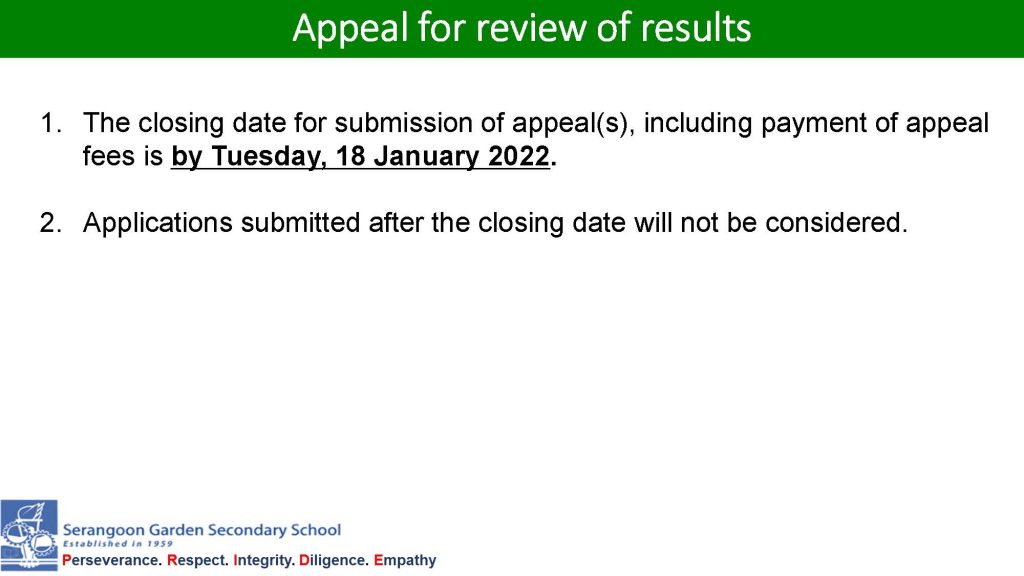 Appeal for review of results
1. The closing date for submission of appeal(s), including payment of appeal
fees is by Tuesday, 18 January 2022.
2. Applications submitted after the closing date will not be considered.
Serangoon Garden Secondary School
Established in 1959
Perseverance. Respect. Integrity. Diligence. Empathy